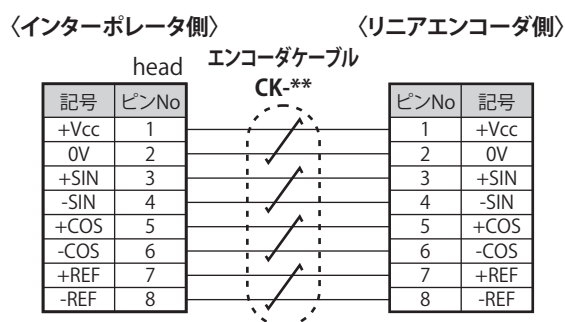 〈インターポレータ側〉 〈リニアエンコーダ側〉
head エンコーダケーブル
CK-**
記号 ピンNo ピンNo 記号
+Vcc 1 1 +Vcc
0V 2 2 0V
+SIN 3 3 +SIN
-SIN 4 4 -SIN
+COS 5 5 +COS
-COS 6 6 -COS
+REF 7 7 +REF
-REF 8 8 -REF